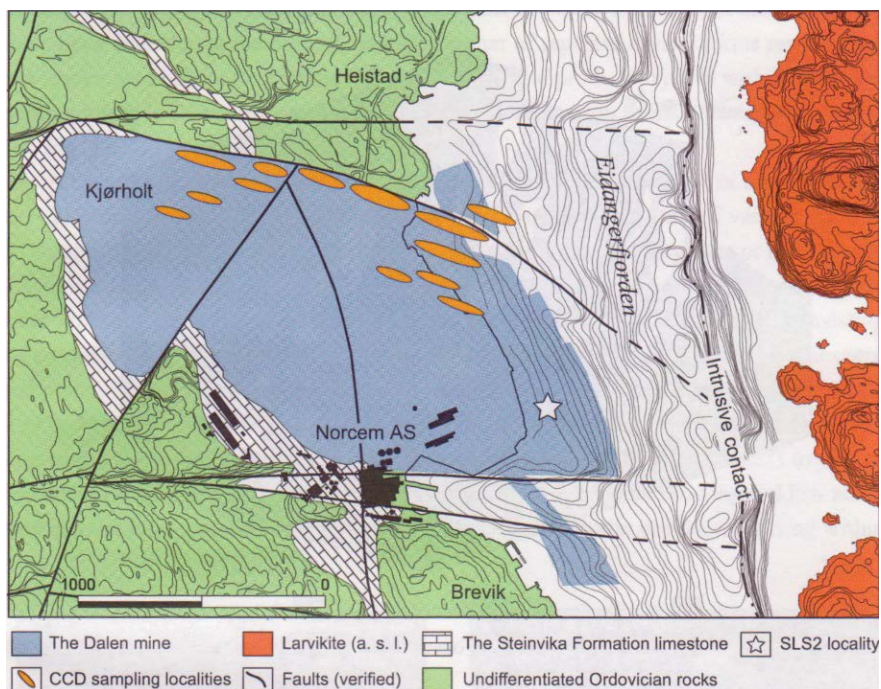 Heistad
Kjørholt
Eidangerfjorden
Intrusive contact
Norcem AS
Brevik
1000 0
The Dalen mine
Larvikite (a. s. l.)
The Steinvika Formation limestone
SLS2 locality
CCD sampling localities
Faults (verified)
Undifferentiated Ordovician rocks